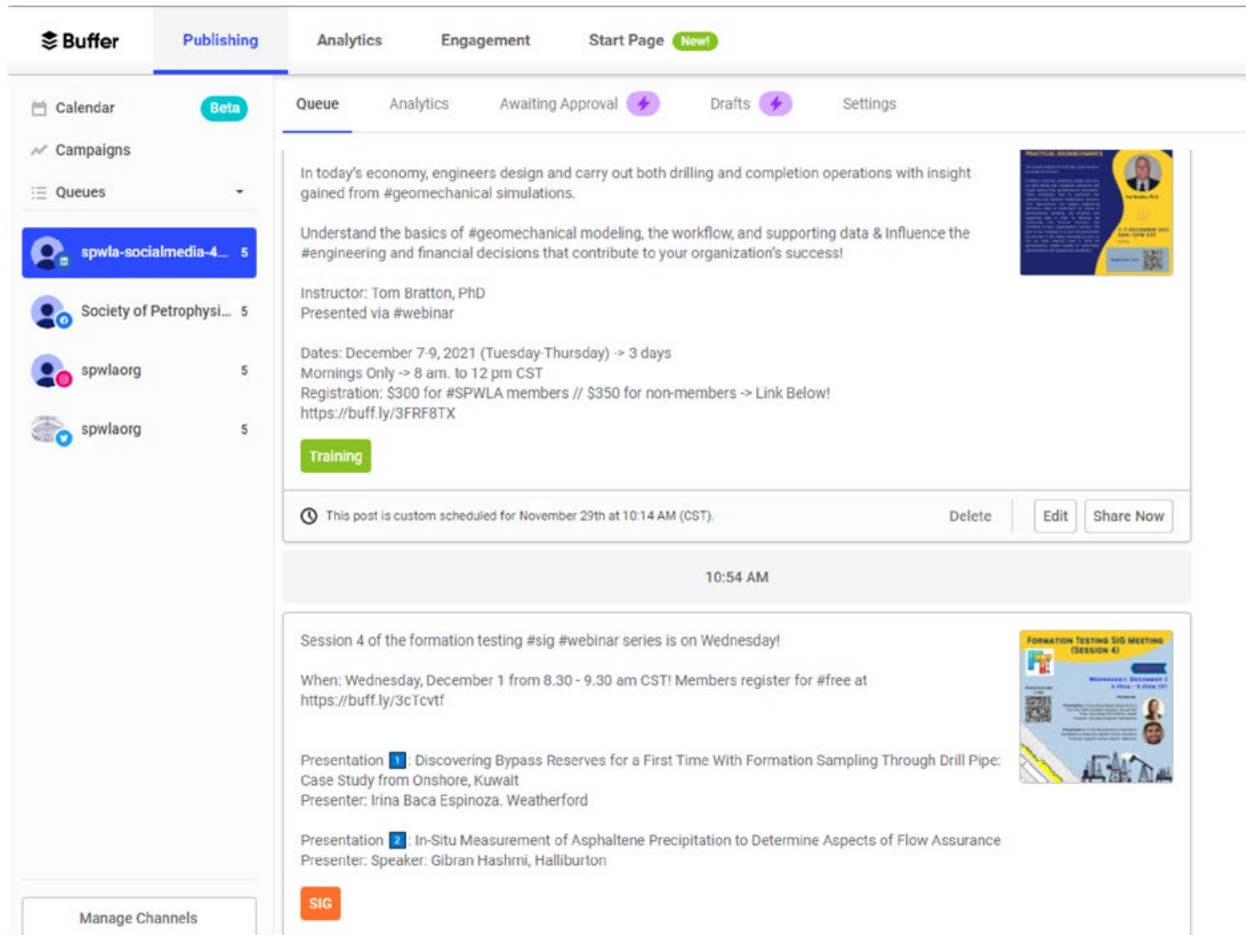 Buffer
Publishing
Analytics
Engagement
Start Page New!
Calendar Beta
Campaigns
Queues
spwla-socialmedia-4... 5
Society of Petrophysi... 5
spwlaorg 5
spwlaorg 5
Manage Channels
Queue
Analytics
Awaiting Approval
Drafts
Settings
In today's economy, engineers design and carry out both drilling and completion operations with insight
gained from #geomechanical simulations.
Understand the basics of #geomechanical modeling, the workflow, and supporting data & Influence the
#engineering and financial decisions that contribute to your organization's success!
Instructor: Tom Bratton, PhD
Presented via #webinar
Dates: December 7-9, 2021 (Tuesday-Thursday) -> 3 days
Mornings Only -> 8 am. to 12 pm CST
Registration: $300 for #SPWLA members // $350 for non-members -> Link Below!
https://buff.ly/3FRF8TX
Training
PRACTICAL GEOMECHANICS
This post is custom scheduled for November 29th at 10:14 AM (CST).
Delete
Edit
Share Now
10:54 AM
Session 4 of the formation testing #sig #webinar series is on Wednesday!
When: Wednesday, December 1 from 8.30 - 9.30 am CST! Members register for #free at
https://buff.ly/3cTcvtf
Presentation 1: Discovering Bypass Reserves for a First Time With Formation Sampling Through Drill Pipe:
Case Study from Onshore, Kuwait
Presenter: Irina Baca Espinoza. Weatherford
Presentation 2: In-Situ Measurement of Asphaltene Precipitation to Determine Aspects of Flow Assurance
Presenter: Speaker: Gibran Hashmi, Halliburton
SIG
FORMATION TESTING SIG MEETING
(SESSION 4)
WEDNESDAY, DECEMBER 1